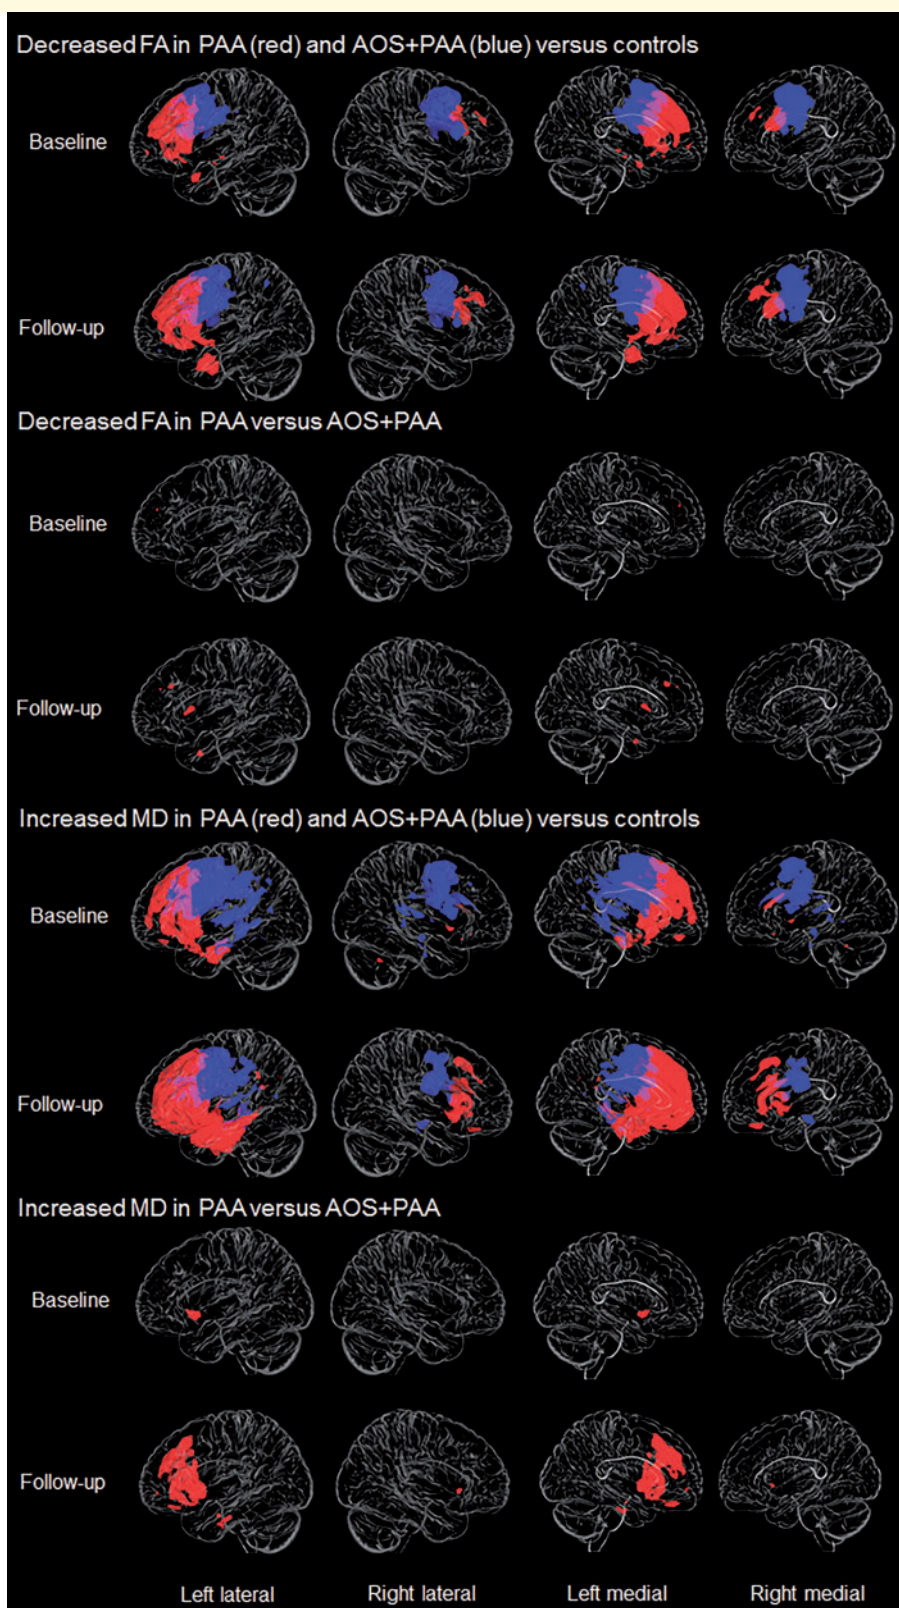 Decreased FA in PAA (red) and AOS+PAA (blue) versus controls
Baseline
Follow-up
Decreased FA in PAA versus AOS+PAA
Baseline
Follow-up
Increased MD in PAA (red) and AOS+PAA (blue) versus controls
Baseline
Follow-up
Increased MD in PAA versus AOS+PAA
Baseline
Follow-up
Left lateral Right lateral Left medial Right medial